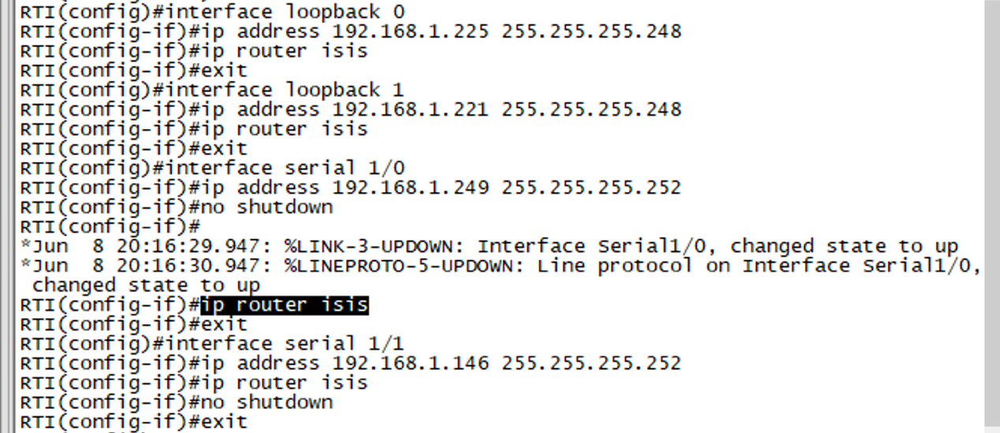 RTI(config)#interface loopback 0
RTI(config-if)#ip address 192.168.1.225 255.255.255.248
RTI(config-if)#ip router isis
RTI(config-if)#exit
RTI(config)#interface loopback 1
RTI(config-if)#ip address 192.168.1.221 255.255.255.248
RTI(config-if)#ip router isis
RTI(config-if)#exit
RTI(config)#interface serial 1/0
RTI(config-if)#ip address 192.168.1.249 255.255.255.252
RTI(config-if)#no shutdown
RTI(config-if)#
*Jun  8 20:16:29.947: %LINK-3-UPDOWN: Interface Serial1/0, changed state to up
*Jun  8 20:16:30.947: %LINEPROTO-5-UPDOWN: Line protocol on Interface Serial1/0,
 changed state to up
RTI(config-if)#ip router isis
RTI(config-if)#exit
RTI(config)#interface serial 1/1
RTI(config-if)#ip address 192.168.1.146 255.255.255.252
RTI(config-if)#ip router isis
RTI(config-if)#no shutdown
RTI(config-if)#exit